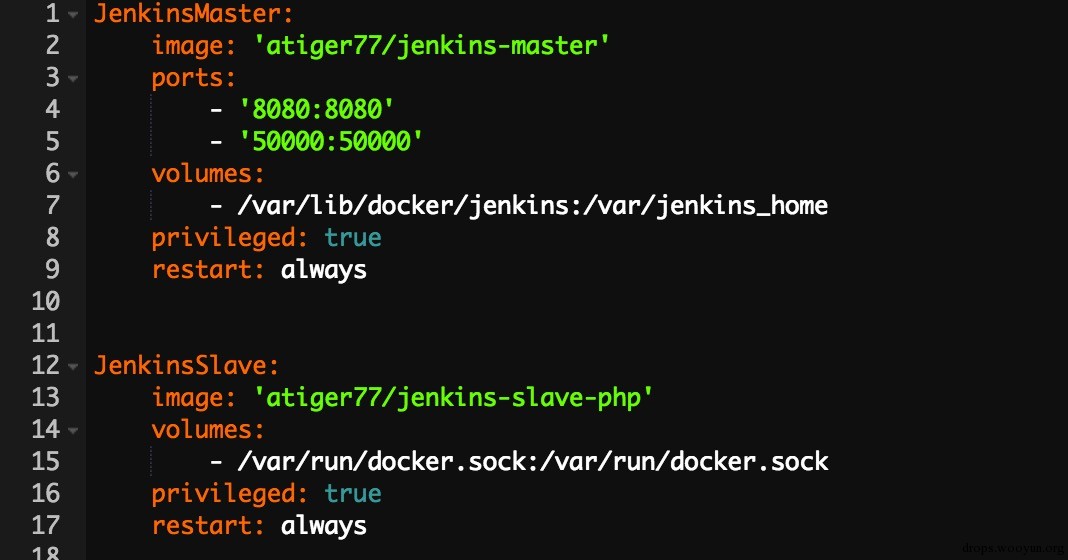 1 JenkinsMaster:
2     image: 'atiger77/jenkins-master'
3     ports:
4         - '8080:8080'
5         - '50000:50000'
6     volumes:
7         - /var/lib/docker/jenkins:/var/jenkins_home
8     privileged: true
9     restart: always
10
11
12 JenkinsSlave:
13     image: 'atiger77/jenkins-slave-php'
14     volumes:
15         - /var/run/docker.sock:/var/run/docker.sock
16     privileged: true
17     restart: always
18
drops.wooyun.org